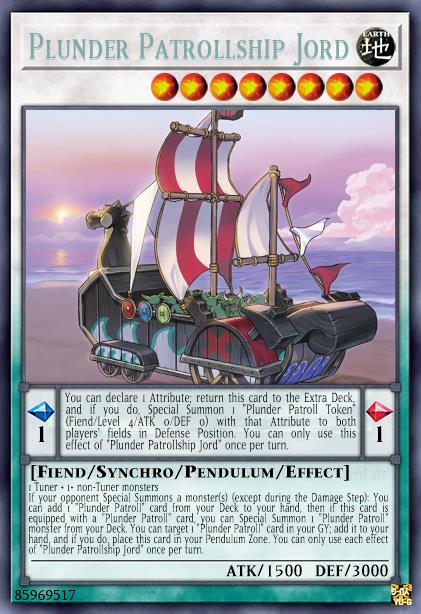 Plunder Patrollship Jord
EARTH
地
You can declare 1 Attribute; return this card to the Extra Deck,
and if you do, Special Summon 1 "Plunder Patroll Token"
(Fiend/Level 4/ATK 0/DEF 0) with that Attribute to both
players' fields in Defense Position. You can only use this
effect of "Plunder Patrollship Jord" once per turn.
1
1
[Fiend/Synchro/Pendulum/Effect]
1 Tuner + 1+ non-Tuner monsters
If your opponent Special Summons a monster(s) (except during the Damage Step): You
can add 1 "Plunder Patroll" card from your Deck to your hand, then if this card is
equipped with a "Plunder Patroll" card, you can Special Summon 1 "Plunder Patroll"
monster from your Deck. You can target 1 "Plunder Patroll" card in your GY; add it to your
hand, and if you do, place this card in your Pendulum Zone. You can only use each effect
of "Plunder Patrollship Jord" once per turn.
ATK/1500 DEF/3000
85969517